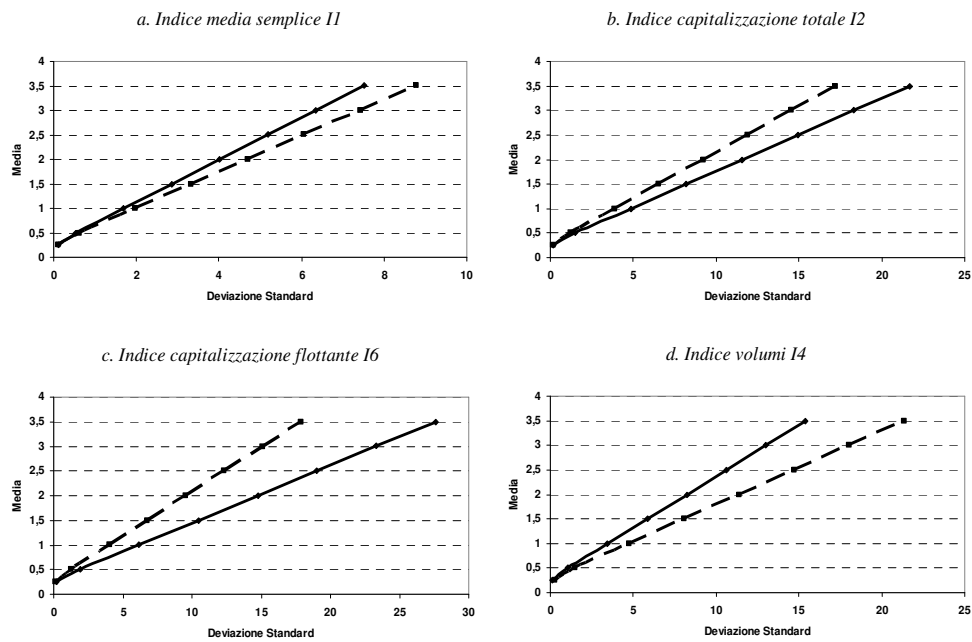 a. Indice media semplice I1
4
3,5
3
2,5
2
1,5
1
0,5
0
Media
0 2 4 6 8 10
Deviazione Standard
b. Indice capitalizzazione totale I2
4
3,5
3
2,5
2
1,5
1
0,5
0
Media
0 5 10 15 20 25
Deviazione Standard
c. Indice capitalizzazione flottante I6
4
3,5
3
2,5
2
1,5
1
0,5
0
Media
0 5 10 15 20 25 30
Deviazione Standard
d. Indice volumi I4
4
3,5
3
2,5
2
1,5
1
0,5
0
Media
0 5 10 15 20 25
Deviazione Standard